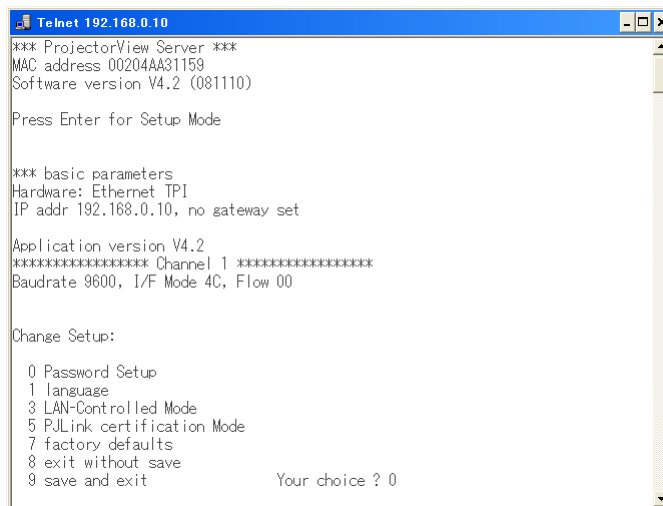 Telnet 192.168.0.10
*** ProjectorView Server ***
MAC address 00204AA31159
Software version V4.2 (081110)
Press Enter for Setup Mode
*** basic parameters
Hardware: Ethernet TPI
IP addr 192.168.0.10, no gateway set
Application version V4.2
***************** Channel 1 *****************
Baudrate 9600, I/F Mode 4C, Flow 00
Change Setup:
0 Password Setup
1 language
3 LAN-Controlled Mode
5 PJLink certification Mode
7 factory defaults
8 exit without save
9 save and exit Your choice ? 0